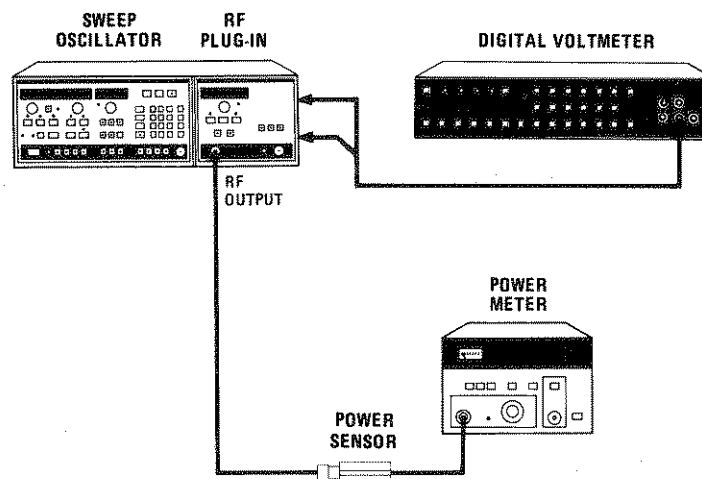 SWEEP
OSCILLATOR
RF
PLUG-IN
DIGITAL VOLTMETER
RF
OUTPUT
POWER
METER
POWER
SENSOR